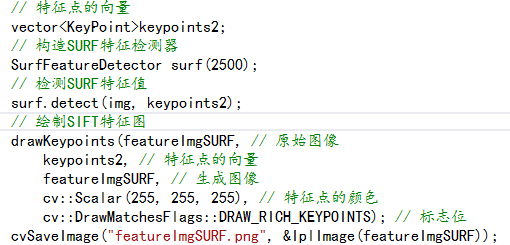 // 特征点的向量
vector<KeyPoint>keypoints2;
// 构造SURF特征检测器
SurfFeatureDetector surf(2500);
// 检测SURF特征值
surf.detect(img, keypoints2);
// 绘制SIFT特征图
drawKeypoints(featureImgSURF, // 原始图像
    keypoints2, // 特征点的向量
    featureImgSURF, // 生成图像
    cv::Scalar(255, 255, 255), // 特征点的颜色
    cv::DrawMatchesFlags::DRAW_RICH_KEYPOINTS); // 标志位
cvSaveImage("featureImgSURF.png", &IplImage(featureImgSURF));